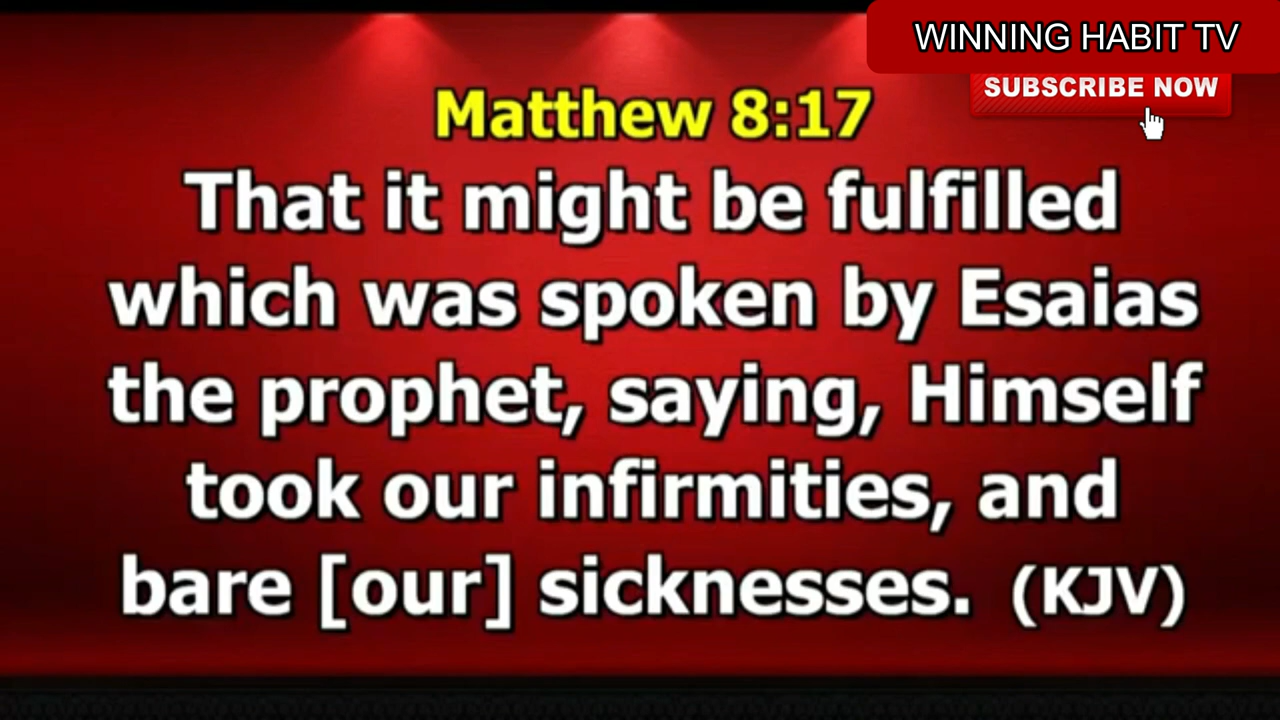 WINNING HABIT TV
SUBSCRIBE NOW
Matthew 8:17
That it might be fulfilled
which was spoken by Esaias
the prophet, saying, Himself
took our infirmities, and
bare [our] sicknesses. (KJV)